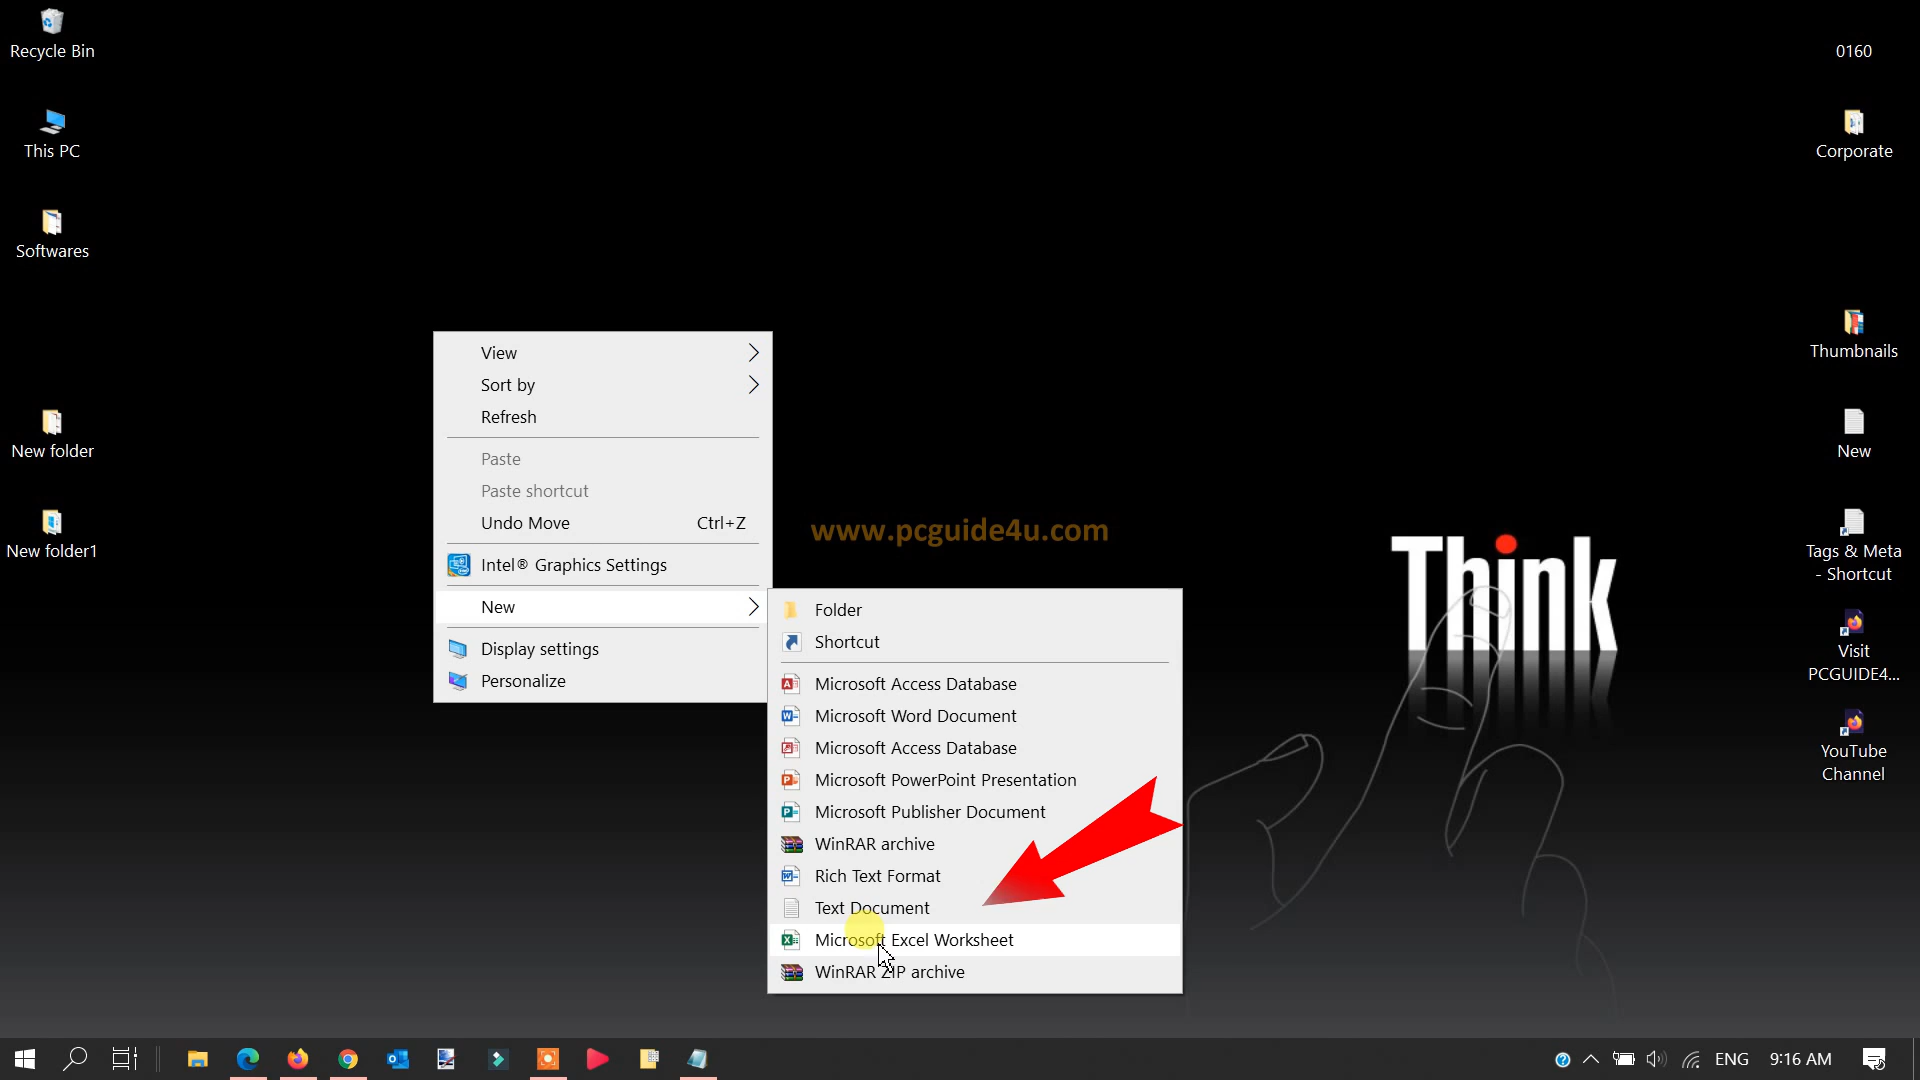 Recycle Bin
This PC
Softwares
New folder
New folder1
View
Sort by
Refresh
Paste
Paste shortcut
Undo Move Ctrl+Z
Intel® Graphics Settings
New
Display settings
Personalize
Folder
Shortcut
Microsoft Access Database
Microsoft Word Document
Microsoft Access Database
Microsoft PowerPoint Presentation
Microsoft Publisher Document
WinRAR archive
Rich Text Format
Text Document
Microsoft Excel Worksheet
WinRAR ZIP archive
www.pcguide4u.com
Think
0160
Corporate
Thumbnails
New
Tags & Meta
- Shortcut
Visit
PCGUIDE4...
YouTube
Channel
ENG 9:16 AM